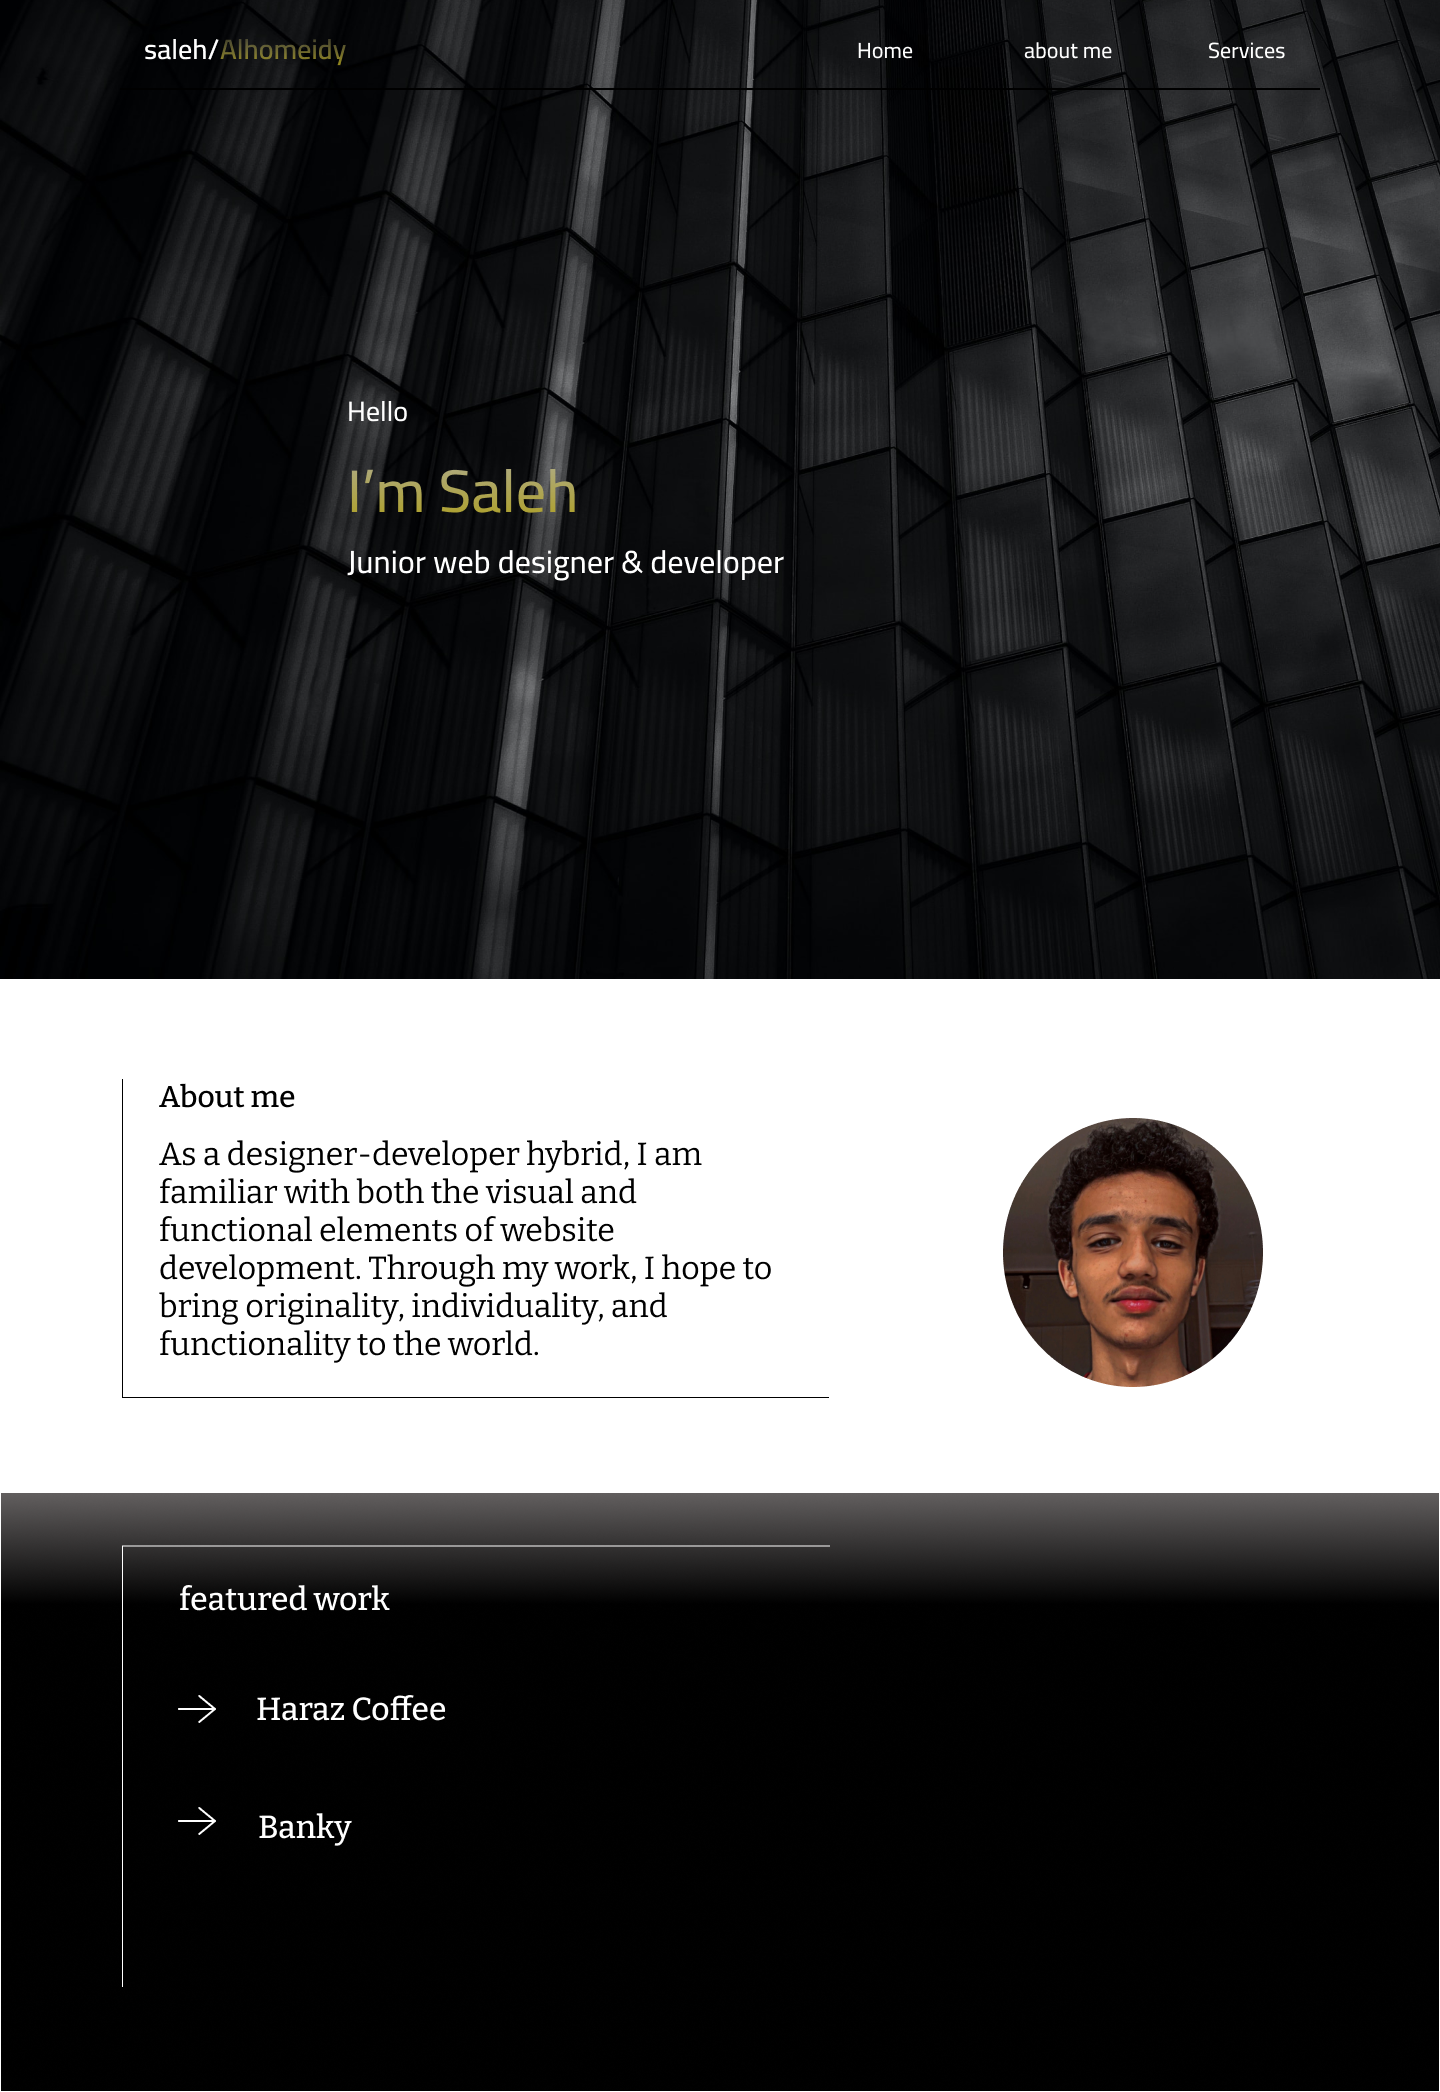 saleh/Alhomeidy Home about me Services
Hello
I’m Saleh
Junior web designer & developer
About me
As a designer-developer hybrid, I am
familiar with both the visual and
functional elements of website
development. Through my work, I hope to
bring originality, individuality, and
functionality to the world.
featured work
Haraz Coffee
Banky